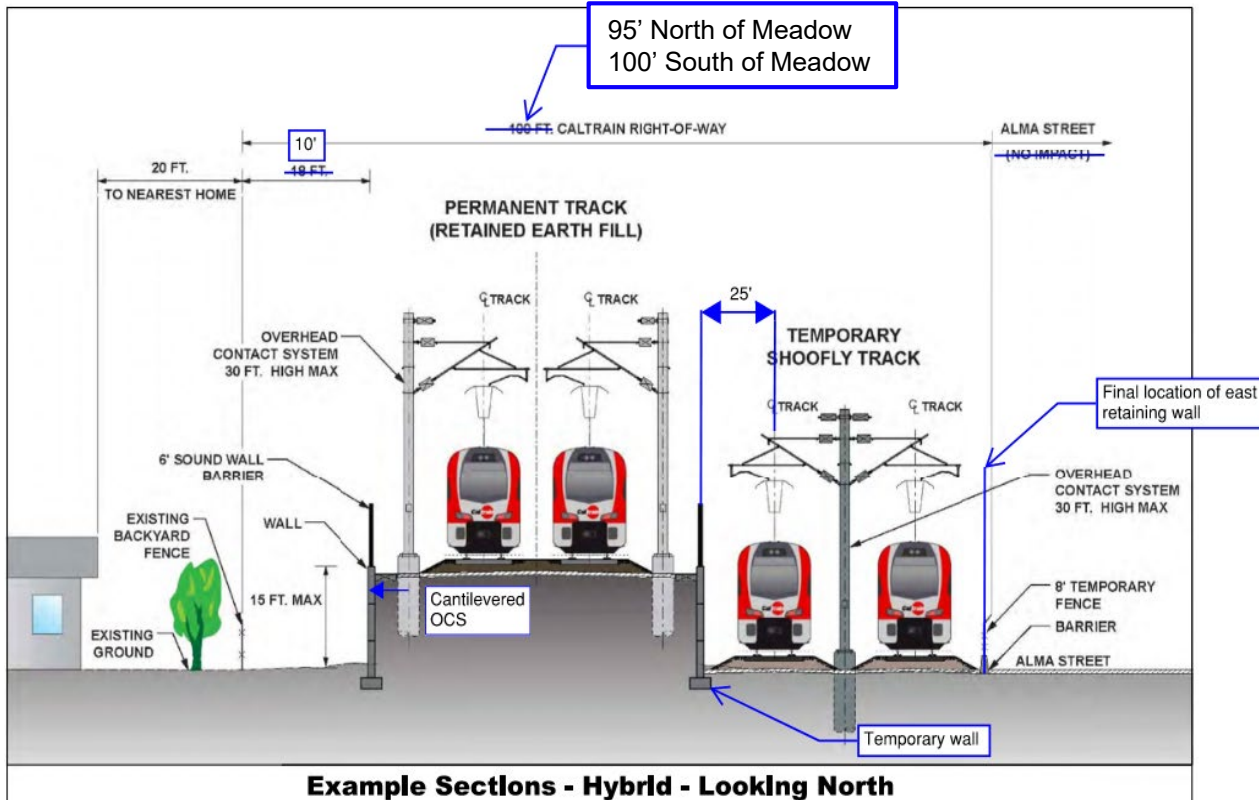 95' North of Meadow
100' South of Meadow
100 FT. CALTRAIN RIGHT-OF-WAY
ALMA STREET
(NO IMPACT)
10'
20 FT.
18 FT.
TO NEAREST HOME
PERMANENT TRACK
(RETAINED EARTH FILL)
℄ TRACK
℄ TRACK
25'
OVERHEAD
CONTACT SYSTEM
30 FT. HIGH MAX
TEMPORARY
SHOOFLY TRACK
℄ TRACK
℄ TRACK
Final location of east
retaining wall
6' SOUND WALL
BARRIER
OVERHEAD
CONTACT SYSTEM
30 FT. HIGH MAX
EXISTING
BACKYARD
FENCE
WALL
15 FT. MAX
Cantilevered
OCS
8' TEMPORARY
FENCE
BARRIER
EXISTING
GROUND
ALMA STREET
Temporary wall
Example Sections - Hybrid - Looking North